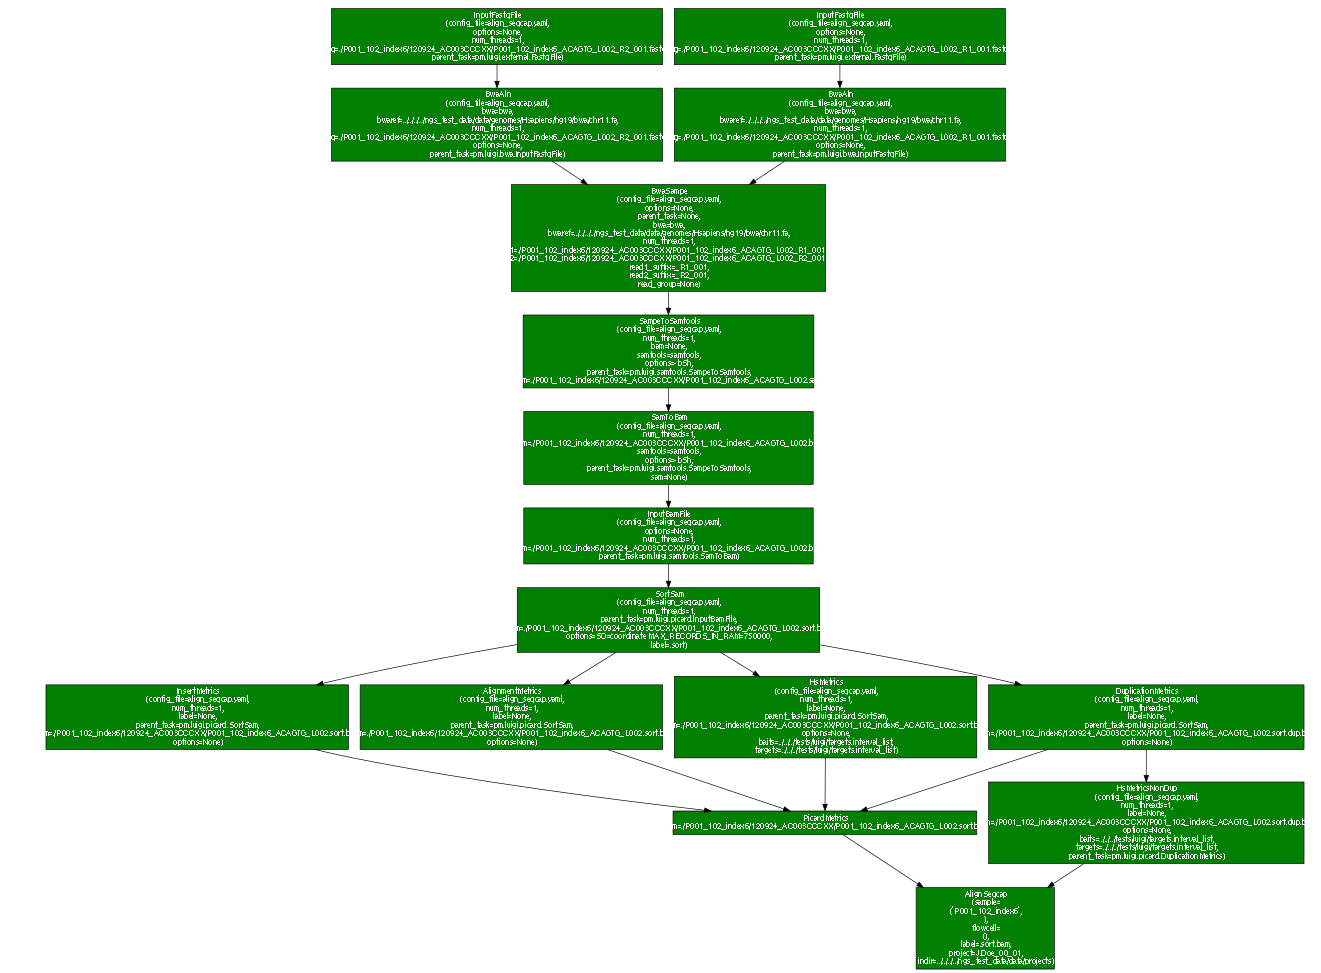 InputFastqFile
(config_file=align_seqcap.yaml,
options=None,
num_threads=1,
q=./P001_102_index6/120924_AC003CCCXX/P001_102_index6_ACAGTG_L002_R2_001.fastq
parent_task=pm.luigi.external.FastqFile)
InputFastqFile
(config_file=align_seqcap.yaml,
options=None,
num_threads=1,
q=./P001_102_index6/120924_AC003CCCXX/P001_102_index6_ACAGTG_L002_R1_001.fastq
parent_task=pm.luigi.external.FastqFile)
BwaAln
(config_file=align_seqcap.yaml,
bwa=bwa,
bwaref=../../../../ngs_test_data/data/genomes/Hsapiens/hg19/bwa/chr11.fa,
num_threads=1,
q=./P001_102_index6/120924_AC003CCCXX/P001_102_index6_ACAGTG_L002_R2_001.fastq
options=None,
parent_task=pm.luigi.bwa.InputFastqFile)
BwaAln
(config_file=align_seqcap.yaml,
bwa=bwa,
bwaref=../../../../ngs_test_data/data/genomes/Hsapiens/hg19/bwa/chr11.fa,
num_threads=1,
q=./P001_102_index6/120924_AC003CCCXX/P001_102_index6_ACAGTG_L002_R1_001.fastq
options=None,
parent_task=pm.luigi.bwa.InputFastqFile)
BwaSampe
(config_file=align_seqcap.yaml,
options=None,
parent_task=None,
bwa=bwa,
bwaref=../../../../ngs_test_data/data/genomes/Hsapiens/hg19/bwa/chr11.fa,
num_threads=1,
1=./P001_102_index6/120924_AC003CCCXX/P001_102_index6_ACAGTG_L002_R1_001
2=./P001_102_index6/120924_AC003CCCXX/P001_102_index6_ACAGTG_L002_R2_001
read1_suffix=_R1_001,
read2_suffix=_R2_001,
read_group=None)
SampeToSamtools
(config_file=align_seqcap.yaml,
num_threads=1,
bam=None,
samtools=samtools,
options=-bSh,
parent_task=pm.luigi.samtools.SampeToSamtools,
m=./P001_102_index6/120924_AC003CCCXX/P001_102_index6_ACAGTG_L002.sa
SamToBam
(config_file=align_seqcap.yaml,
num_threads=1,
m=./P001_102_index6/120924_AC003CCCXX/P001_102_index6_ACAGTG_L002.b
samtools=samtools,
options=-bSh,
parent_task=pm.luigi.samtools.SampeToSamtools,
sam=None)
InputBamFile
(config_file=align_seqcap.yaml,
options=None,
num_threads=1,
m=./P001_102_index6/120924_AC003CCCXX/P001_102_index6_ACAGTG_L002.b
parent_task=pm.luigi.samtools.SamToBam)
SortSam
(config_file=align_seqcap.yaml,
num_threads=1,
parent_task=pm.luigi.picard.InputBamFile,
m=./P001_102_index6/120924_AC003CCCXX/P001_102_index6_ACAGTG_L002.sort.b
options=SO=coordinate MAX_RECORDS_IN_RAM=750000,
label=.sort)
InsertMetrics
(config_file=align_seqcap.yaml,
num_threads=1,
label=None,
parent_task=pm.luigi.picard.SortSam,
m=./P001_102_index6/120924_AC003CCCXX/P001_102_index6_ACAGTG_L002.sort.b
options=None)
AlignmentMetrics
(config_file=align_seqcap.yaml,
num_threads=1,
label=None,
parent_task=pm.luigi.picard.SortSam,
m=./P001_102_index6/120924_AC003CCCXX/P001_102_index6_ACAGTG_L002.sort.b
options=None)
HsMetrics
(config_file=align_seqcap.yaml,
num_threads=1,
label=None,
parent_task=pm.luigi.picard.SortSam,
m=./P001_102_index6/120924_AC003CCCXX/P001_102_index6_ACAGTG_L002.sort.b
options=None,
baits=../../../tests/luigi/targets.interval_list,
targets=../../../tests/luigi/targets.interval_list)
DuplicationMetrics
(config_file=align_seqcap.yaml,
num_threads=1,
label=None,
parent_task=pm.luigi.picard.SortSam,
m=./P001_102_index6/120924_AC003CCCXX/P001_102_index6_ACAGTG_L002.sort.dup.b
options=None)
HsMetricsNonDup
(config_file=align_seqcap.yaml,
num_threads=1,
label=None,
m=./P001_102_index6/120924_AC003CCCXX/P001_102_index6_ACAGTG_L002.sort.dup.b
options=None,
baits=../../../tests/luigi/targets.interval_list,
targets=../../../tests/luigi/targets.interval_list,
parent_task=pm.luigi.picard.DuplicationMetrics)
PicardMetrics
m=./P001_102_index6/120924_AC003CCCXX/P001_102_index6_ACAGTG_L002.sort.b
AlignSeqcap
(sample=
('P001_102_index6',
),
flowcell=
(),
label=.sort.bam,
project=J.Doe_00_01,
indir=../../../../ngs_test_data/data/projects)